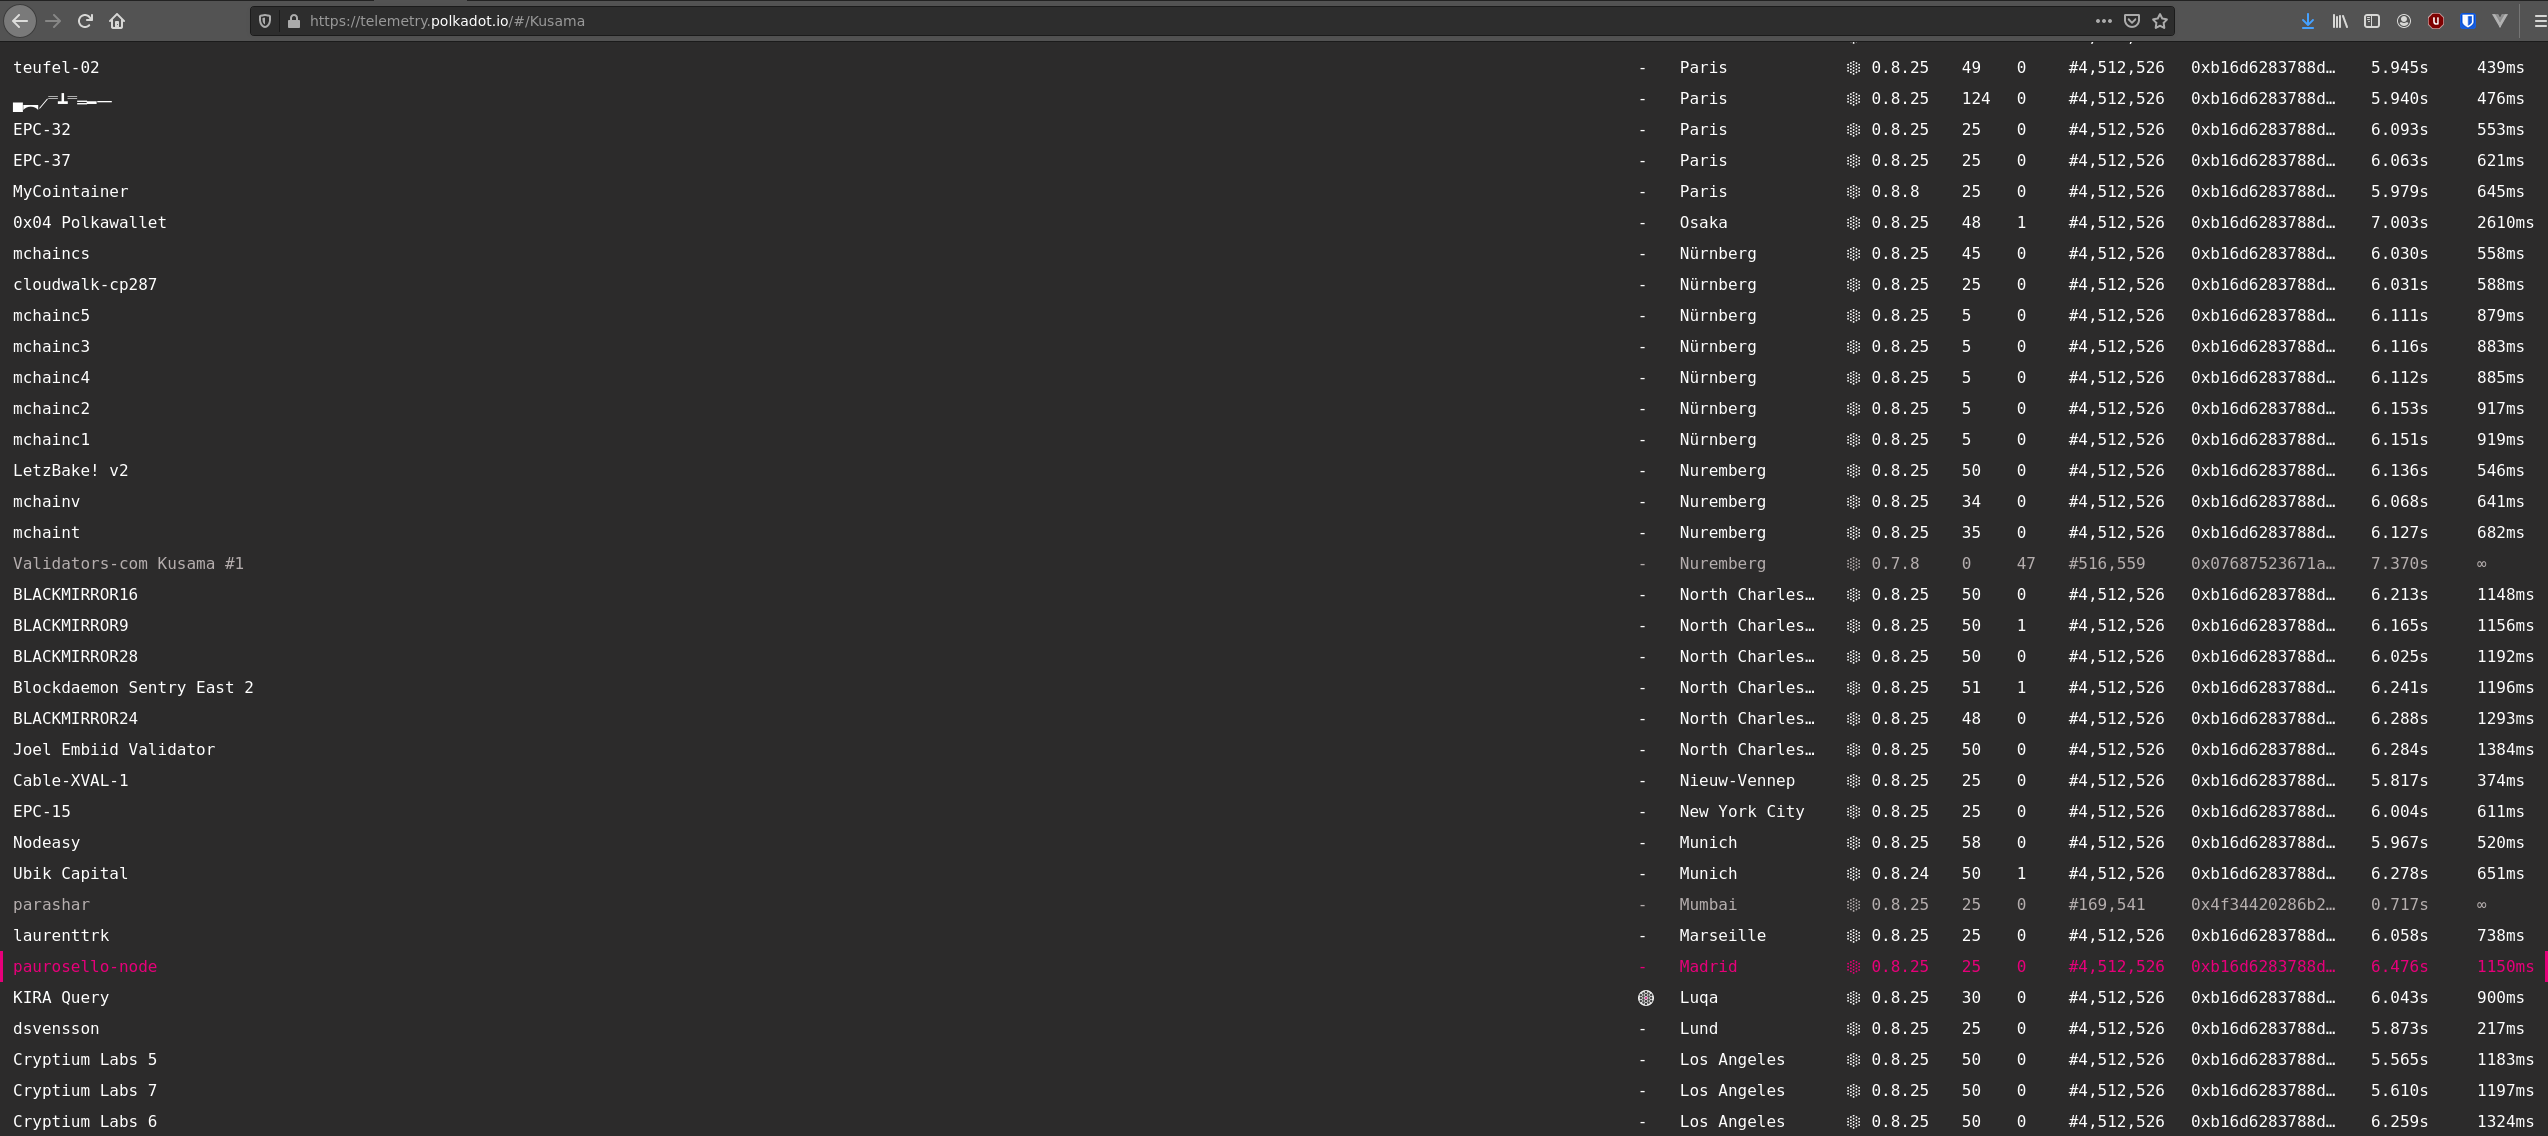 https://telemetry.polkadot.io/#/Kusama
teufel-02 - Paris 0.8.25 49 0 #4,512,526 0xb16d6283788d… 5.945s 439ms
- Paris 0.8.25 124 0 #4,512,526 0xb16d6283788d… 5.940s 476ms
EPC-32 - Paris 0.8.25 25 0 #4,512,526 0xb16d6283788d… 6.093s 553ms
EPC-37 - Paris 0.8.25 25 0 #4,512,526 0xb16d6283788d… 6.063s 621ms
MyCointainer - Paris 0.8.8 25 0 #4,512,526 0xb16d6283788d… 5.979s 645ms
0x04 Polkawallet - Osaka 0.8.25 48 1 #4,512,526 0xb16d6283788d… 7.003s 2610ms
mchaincs - Nürnberg 0.8.25 45 0 #4,512,526 0xb16d6283788d… 6.030s 558ms
cloudwalk-cp287 - Nürnberg 0.8.25 25 0 #4,512,526 0xb16d6283788d… 6.031s 588ms
mchainc5 - Nürnberg 0.8.25 5 0 #4,512,526 0xb16d6283788d… 6.111s 879ms
mchainc3 - Nürnberg 0.8.25 5 0 #4,512,526 0xb16d6283788d… 6.116s 883ms
mchainc4 - Nürnberg 0.8.25 5 0 #4,512,526 0xb16d6283788d… 6.112s 885ms
mchainc2 - Nürnberg 0.8.25 5 0 #4,512,526 0xb16d6283788d… 6.153s 917ms
mchainc1 - Nürnberg 0.8.25 5 0 #4,512,526 0xb16d6283788d… 6.151s 919ms
LetzBake! v2 - Nuremberg 0.8.25 50 0 #4,512,526 0xb16d6283788d… 6.136s 546ms
mchainv - Nuremberg 0.8.25 34 0 #4,512,526 0xb16d6283788d… 6.068s 641ms
mchaint - Nuremberg 0.8.25 35 0 #4,512,526 0xb16d6283788d… 6.127s 682ms
Validators-com Kusama #1 - Nuremberg 0.7.8 0 47 #516,559 0x07687523671a… 7.370s ∞
BLACKMIRROR16 - North Charles… 0.8.25 50 0 #4,512,526 0xb16d6283788d… 6.213s 1148ms
BLACKMIRROR9 - North Charles… 0.8.25 50 1 #4,512,526 0xb16d6283788d… 6.165s 1156ms
BLACKMIRROR28 - North Charles… 0.8.25 50 0 #4,512,526 0xb16d6283788d… 6.025s 1192ms
Blockdaemon Sentry East 2 - North Charles… 0.8.25 51 1 #4,512,526 0xb16d6283788d… 6.241s 1196ms
BLACKMIRROR24 - North Charles… 0.8.25 48 0 #4,512,526 0xb16d6283788d… 6.288s 1293ms
Joel Embiid Validator - North Charles… 0.8.25 50 0 #4,512,526 0xb16d6283788d… 6.284s 1384ms
Cable-XVAL-1 - Nieuw-Vennep 0.8.25 25 0 #4,512,526 0xb16d6283788d… 5.817s 374ms
EPC-15 - New York City 0.8.25 25 0 #4,512,526 0xb16d6283788d… 6.004s 611ms
Nodeasy - Munich 0.8.25 58 0 #4,512,526 0xb16d6283788d… 5.967s 520ms
Ubik Capital - Munich 0.8.24 50 1 #4,512,526 0xb16d6283788d… 6.278s 651ms
parashar - Mumbai 0.8.25 25 0 #169,541 0x4f34420286b2… 0.717s ∞
laurenttrk - Marseille 0.8.25 25 0 #4,512,526 0xb16d6283788d… 6.058s 738ms
paurosello-node - Madrid 0.8.25 25 0 #4,512,526 0xb16d6283788d… 6.476s 1150ms
KIRA Query Luqa 0.8.25 30 0 #4,512,526 0xb16d6283788d… 6.043s 900ms
dsvensson - Lund 0.8.25 25 0 #4,512,526 0xb16d6283788d… 5.873s 217ms
Cryptium Labs 5 - Los Angeles 0.8.25 50 0 #4,512,526 0xb16d6283788d… 5.565s 1183ms
Cryptium Labs 7 - Los Angeles 0.8.25 50 0 #4,512,526 0xb16d6283788d… 5.610s 1197ms
Cryptium Labs 6 - Los Angeles 0.8.25 50 0 #4,512,526 0xb16d6283788d… 6.259s 1324ms